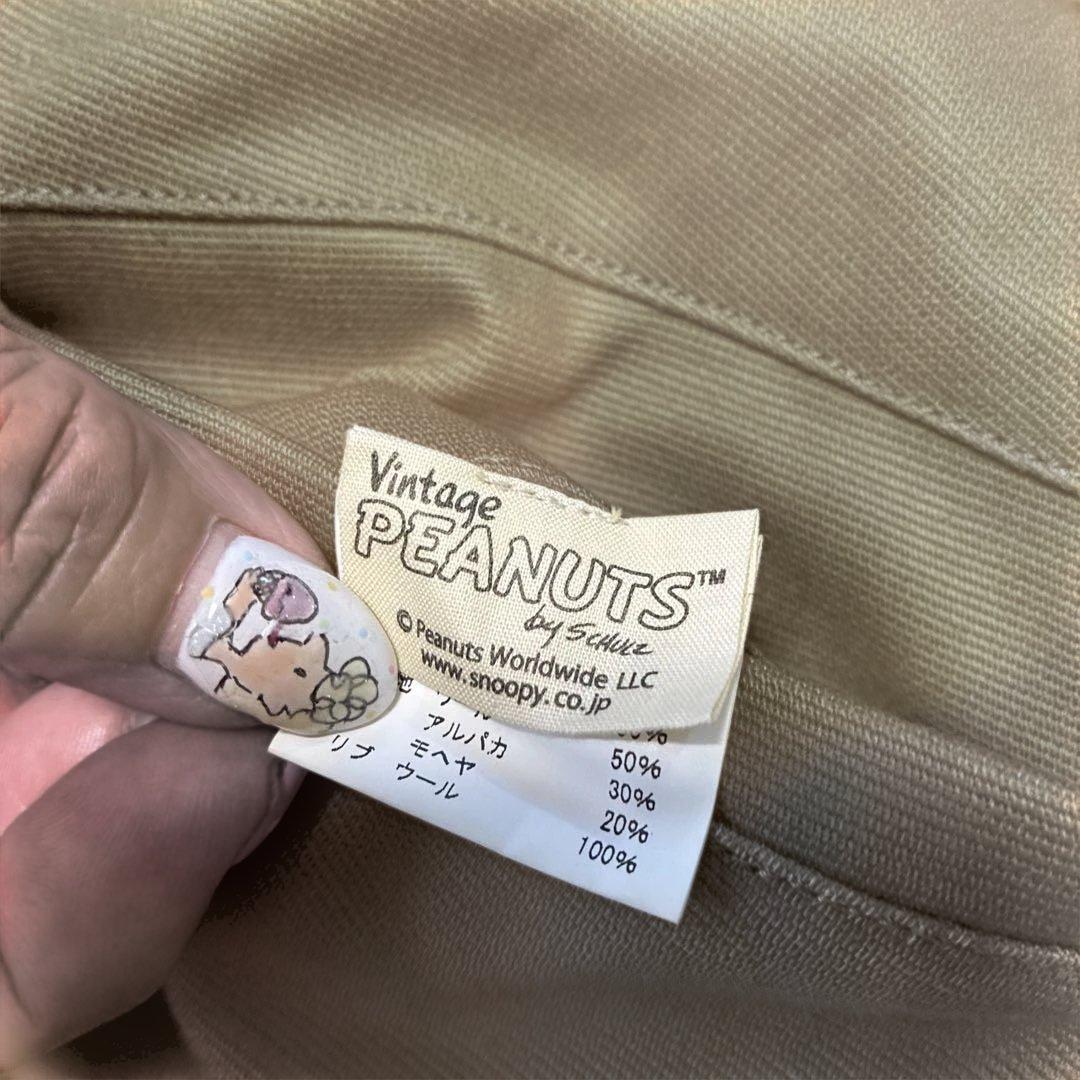 Vintage
PEANUTS™
by SCHULZ
© Peanuts Worldwide LLC
www.snoopy.co.jp
アルパカ 50%
モヘヤ 30%
リブ ウール 20%
100%